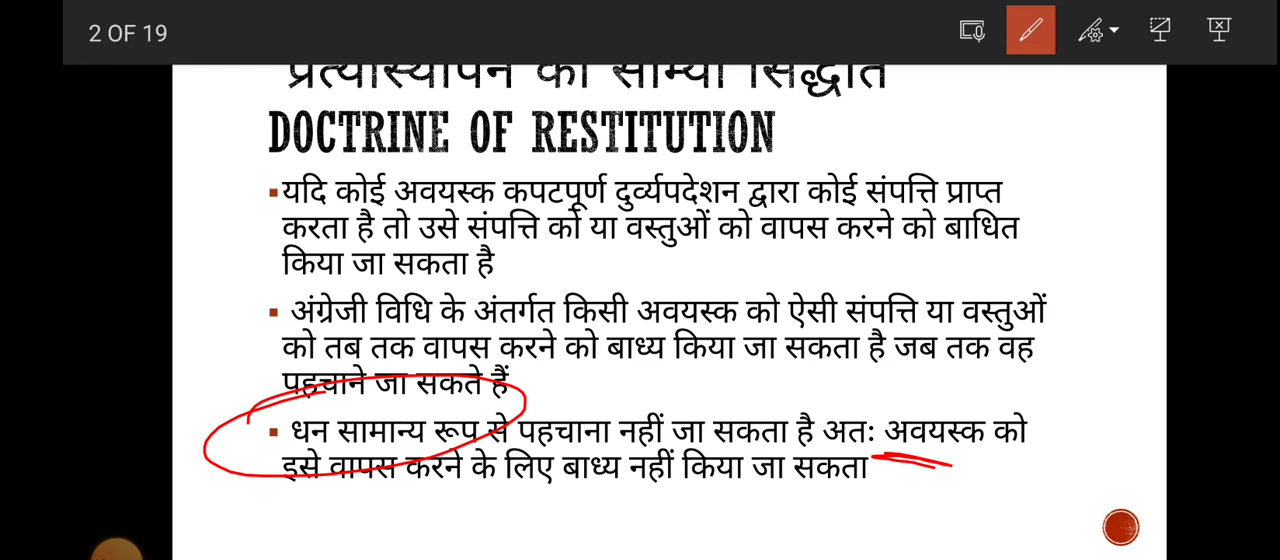 2 OF 19
प्रत्यास्थापन का साम्या सिद्धांत
DOCTRINE OF RESTITUTION
▪यदि कोई अवयस्क कपटपूर्ण दुर्व्यपदेशन द्वारा कोई संपत्ति प्राप्त
करता है तो उसे संपत्ति को या वस्तुओं को वापस करने को बाधित
किया जा सकता है
▪ अंग्रेजी विधि के अंतर्गत किसी अवयस्क को ऐसी संपत्ति या वस्तुओं
को तब तक वापस करने को बाध्य किया जा सकता है जब तक वह
पहचाने जा सकते हैं
▪ धन सामान्य रूप से पहचाना नहीं जा सकता है अतः अवयस्क को
इसे वापस करने के लिए बाध्य नहीं किया जा सकता